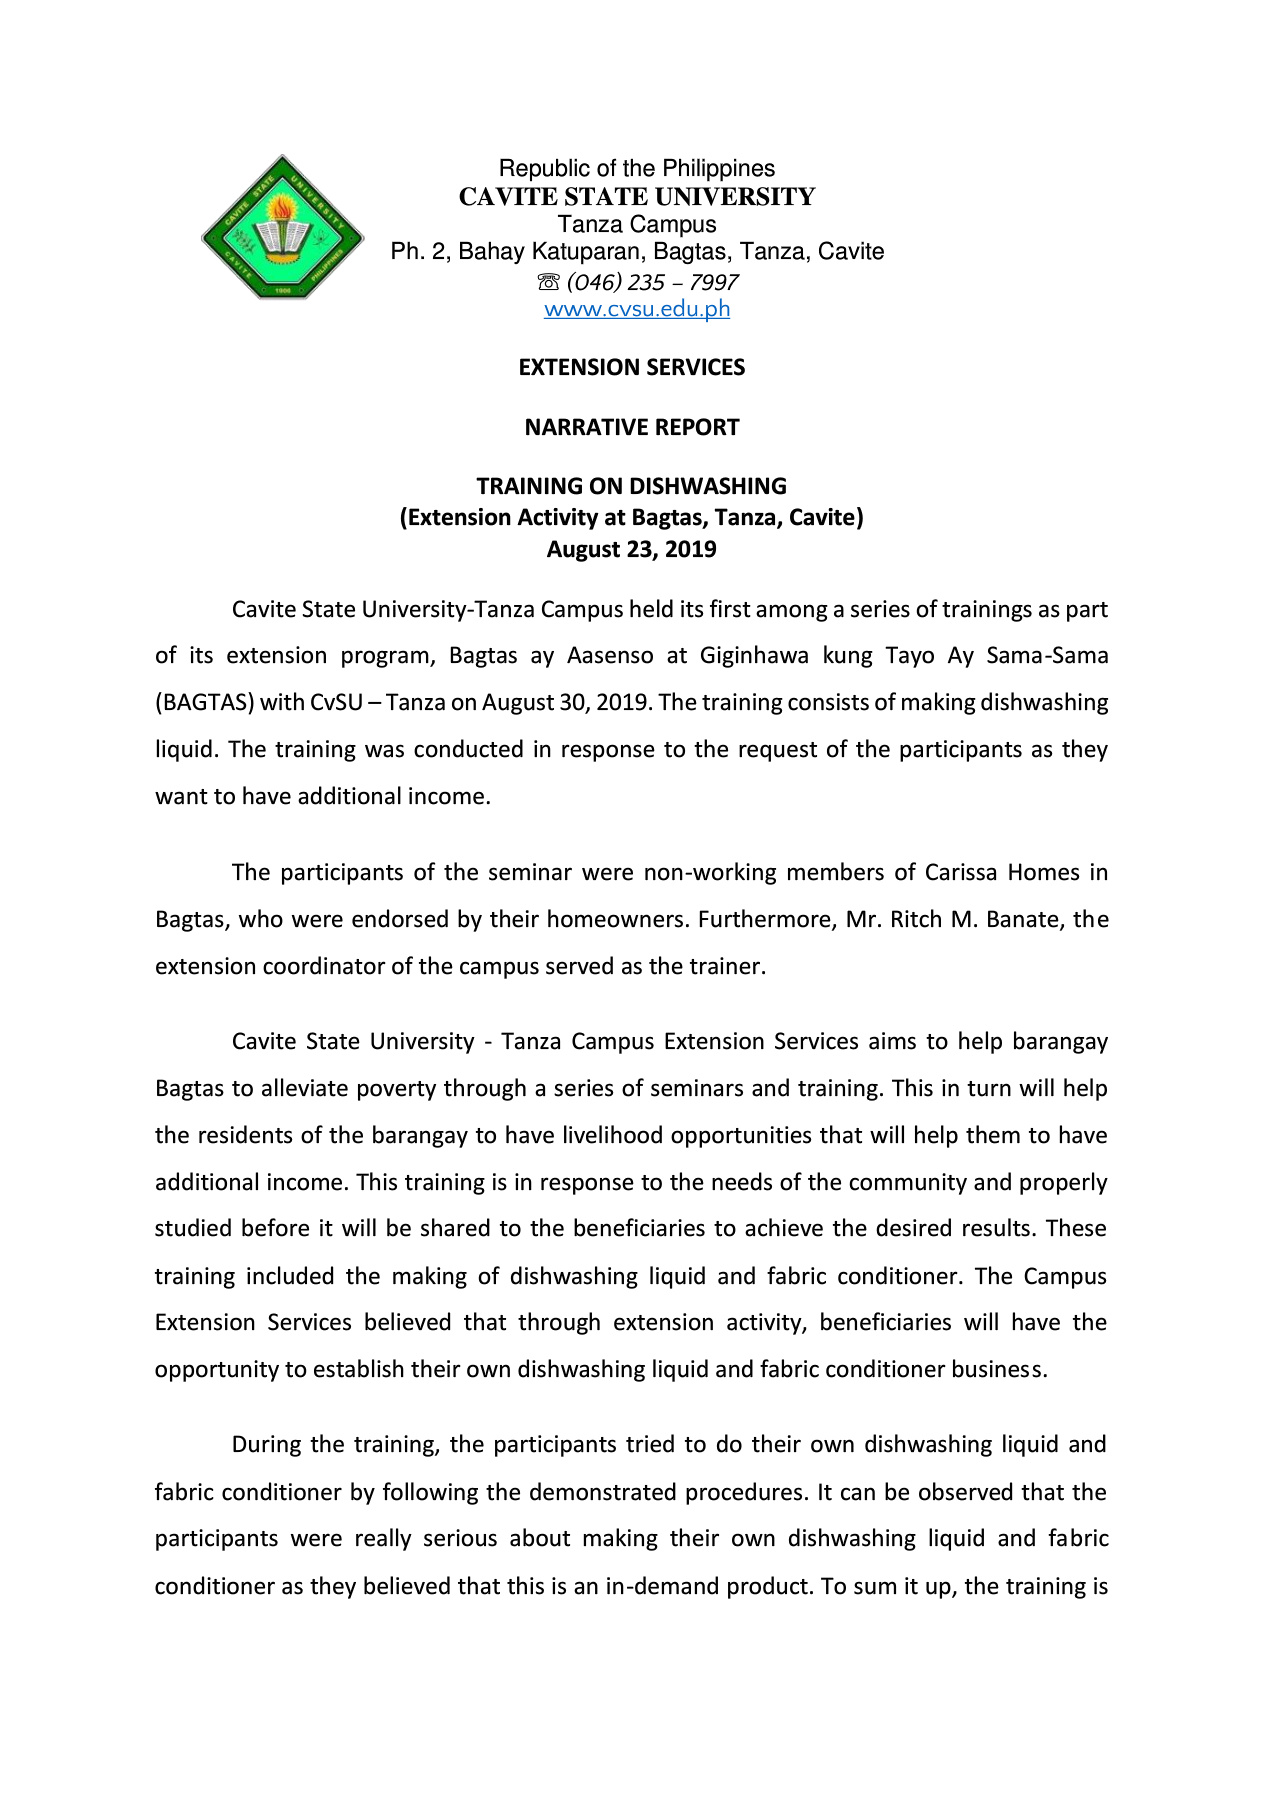 CAVITE STATE UNIVERSITY
CAVITE
PHILIPPINES
1906
Republic of the Philippines
CAVITE STATE UNIVERSITY
Tanza Campus
Ph. 2, Bahay Katuparan, Bagtas, Tanza, Cavite
☏ (046) 235 – 7997
www.cvsu.edu.ph
EXTENSION SERVICES
NARRATIVE REPORT
TRAINING ON DISHWASHING
(Extension Activity at Bagtas, Tanza, Cavite)
August 23, 2019
Cavite State University-Tanza Campus held its first among a series of trainings as part
of its extension program, Bagtas ay Aasenso at Giginhawa kung Tayo Ay Sama-Sama
(BAGTAS) with CvSU – Tanza on August 30, 2019. The training consists of making dishwashing
liquid. The training was conducted in response to the request of the participants as they
want to have additional income.
The participants of the seminar were non-working members of Carissa Homes in
Bagtas, who were endorsed by their homeowners. Furthermore, Mr. Ritch M. Banate, the
extension coordinator of the campus served as the trainer.
Cavite State University - Tanza Campus Extension Services aims to help barangay
Bagtas to alleviate poverty through a series of seminars and training. This in turn will help
the residents of the barangay to have livelihood opportunities that will help them to have
additional income. This training is in response to the needs of the community and properly
studied before it will be shared to the beneficiaries to achieve the desired results. These
training included the making of dishwashing liquid and fabric conditioner. The Campus
Extension Services believed that through extension activity, beneficiaries will have the
opportunity to establish their own dishwashing liquid and fabric conditioner business.
During the training, the participants tried to do their own dishwashing liquid and
fabric conditioner by following the demonstrated procedures. It can be observed that the
participants were really serious about making their own dishwashing liquid and fabric
conditioner as they believed that this is an in-demand product. To sum it up, the training is